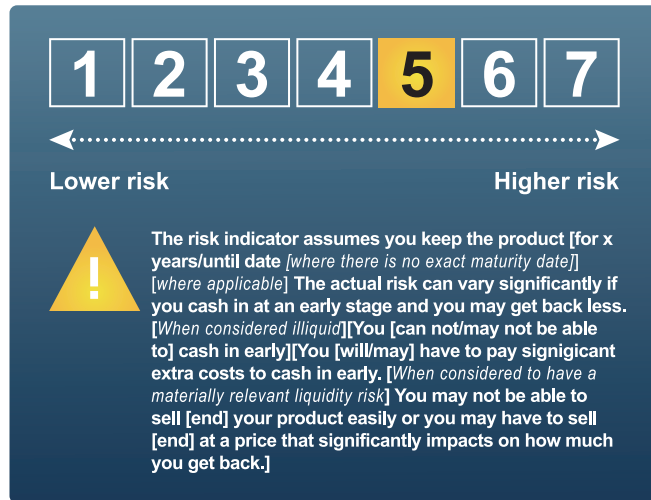 1 2 3 4 5 6 7
Lower risk Higher risk
!
The risk indicator assumes you keep the product [for x
years/until date [where there is no exact maturity date]]
[where applicable] The actual risk can vary significantly if
you cash in at an early stage and you may get back less.
[When considered illiquid][You [can not/may not be able
to] cash in early][You [will/may] have to pay signigicant
extra costs to cash in early. [When considered to have a
materially relevant liquidity risk] You may not be able to
sell [end] your product easily or you may have to sell
[end] at a price that significantly impacts on how much
you get back.]